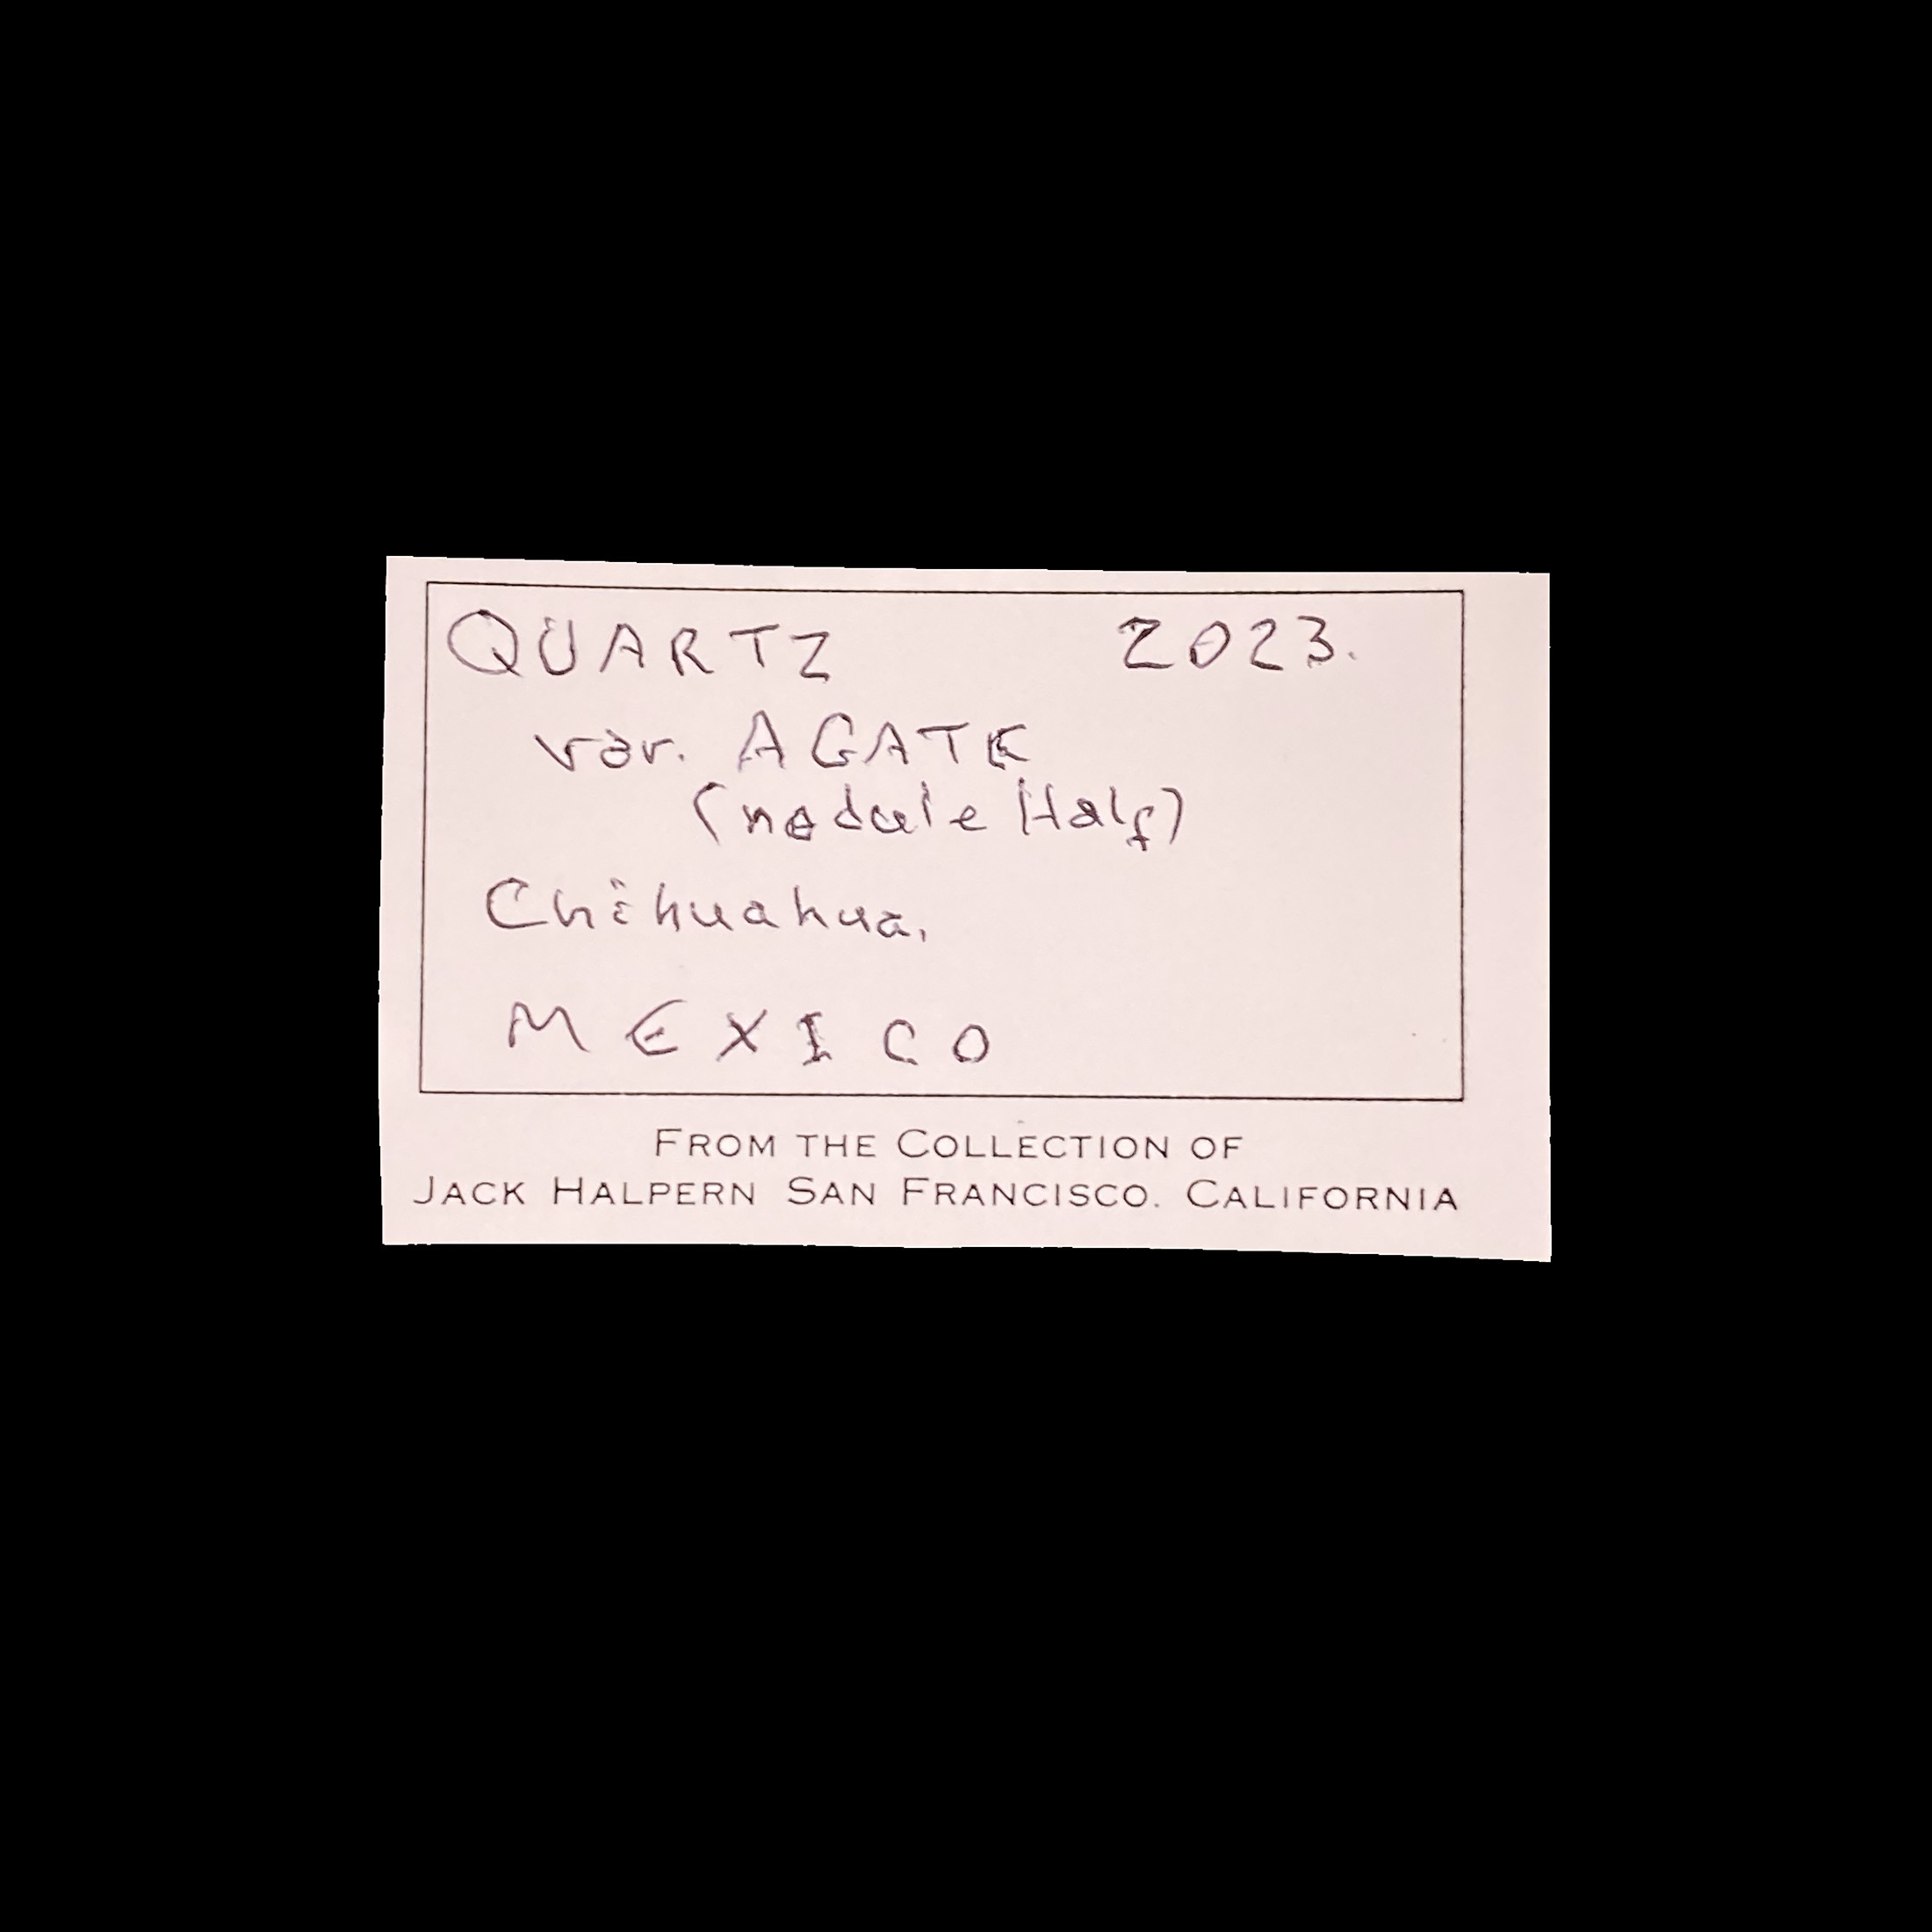 QUARTZ 2023.
var. AGATE
(nodule Half)
Chihuahua,
MEXICO
FROM THE COLLECTION OF
JACK HALPERN SAN FRANCISCO. CALIFORNIA